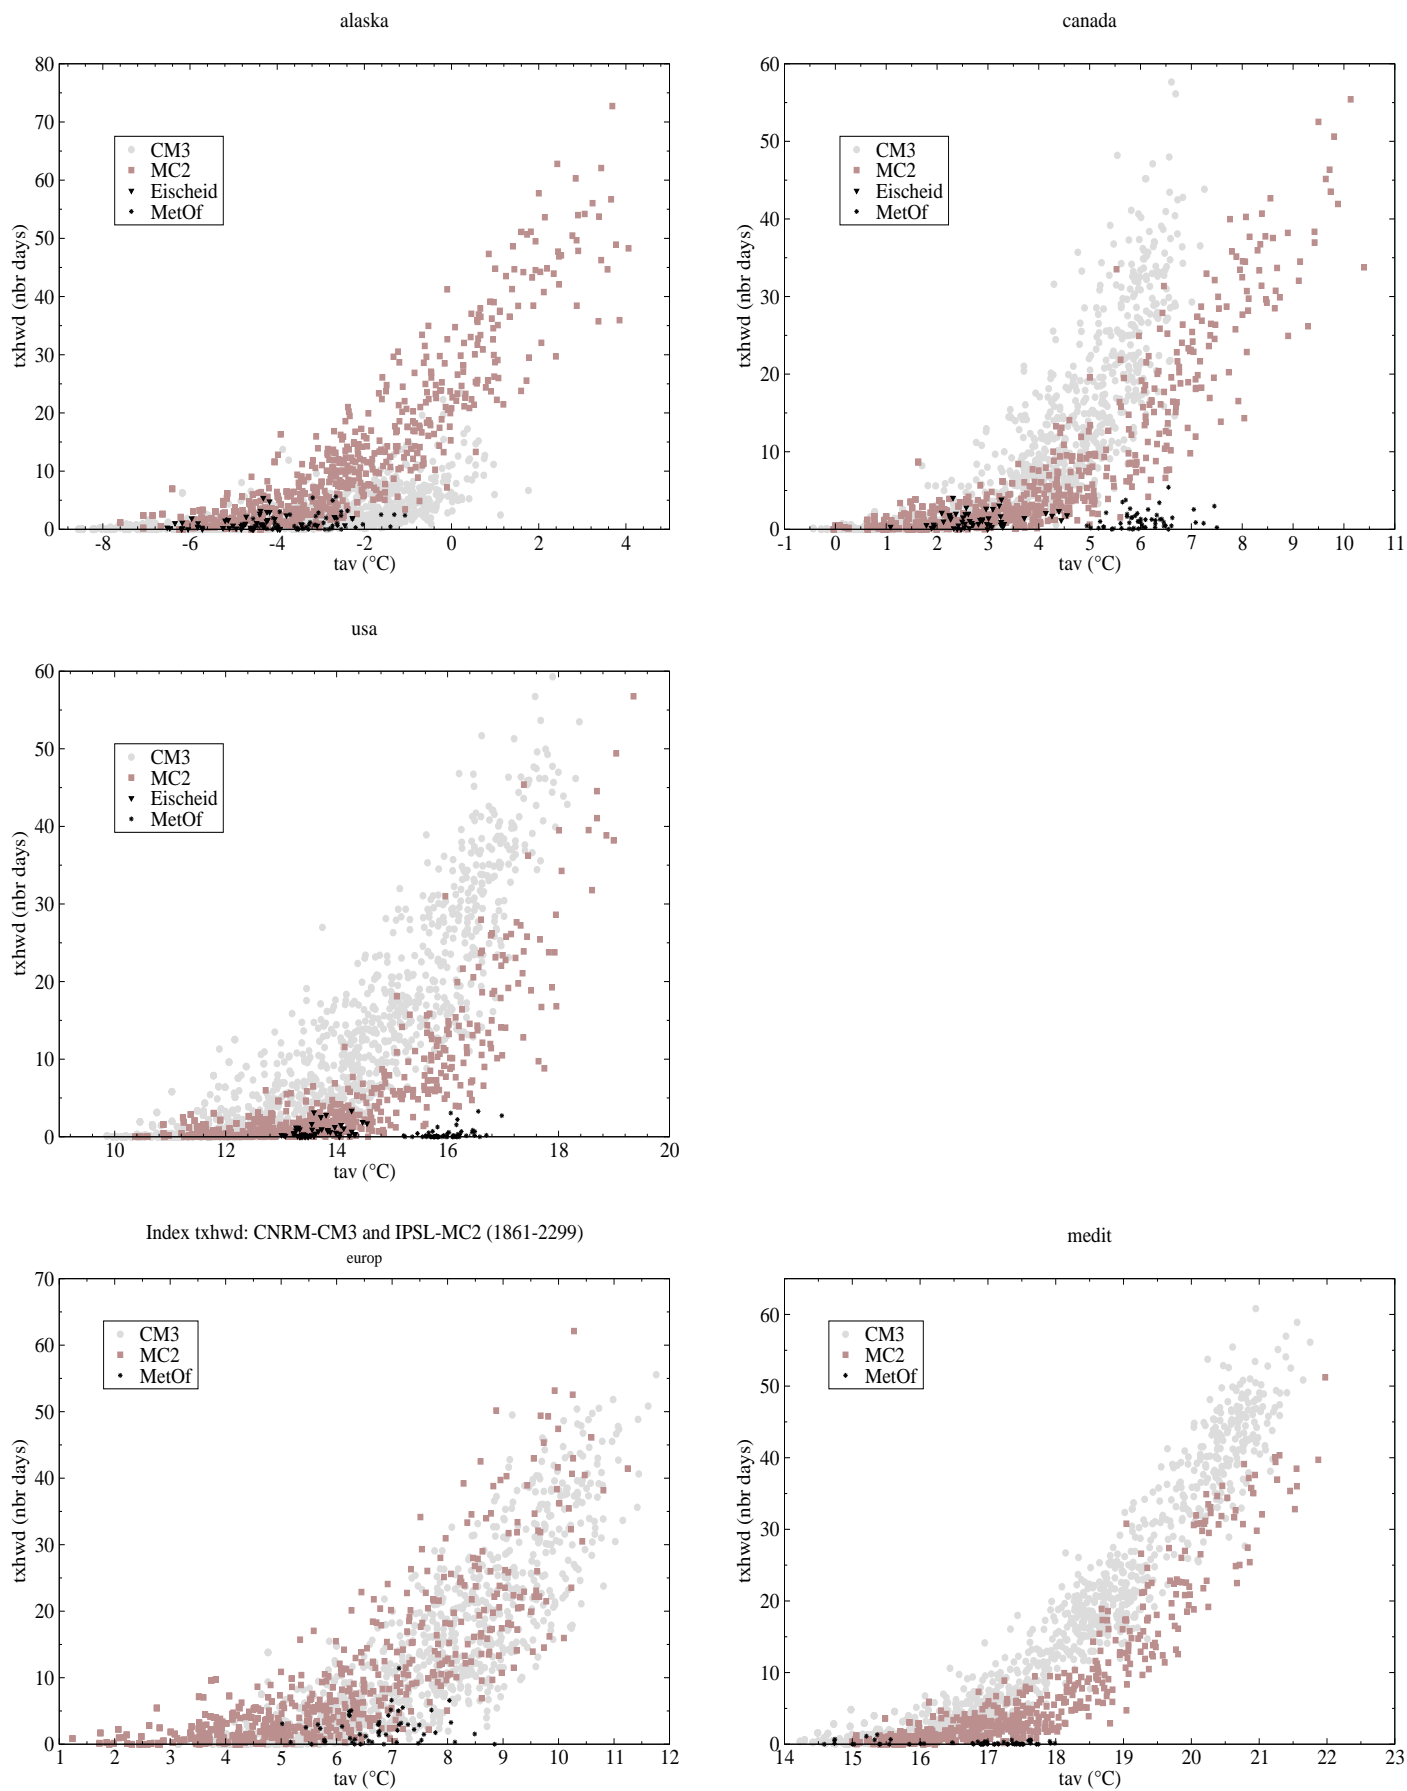 alaska
80
70
60
50
40
30
20
10
0
txhwd (nbr days)
CM3
MC2
Eischeid
MetOf
-8 -6 -4 -2 0 2 4
tav (°C)
canada
60
50
40
30
20
10
0
txhwd (nbr days)
CM3
MC2
Eischeid
MetOf
-1 0 1 2 3 4 5 6 7 8 9 10 11
tav (°C)
usa
60
50
40
30
20
10
0
txhwd (nbr days)
CM3
MC2
Eischeid
MetOf
10 12 14 16 18 20
tav (°C)
Index txhwd: CNRM-CM3 and IPSL-MC2 (1861-2299)
europ
70
60
50
40
30
20
10
0
txhwd (nbr days)
CM3
MC2
MetOf
1 2 3 4 5 6 7 8 9 10 11 12
tav (°C)
medit
60
50
40
30
20
10
0
txhwd (nbr days)
CM3
MC2
MetOf
14 15 16 17 18 19 20 21 22 23
tav (°C)